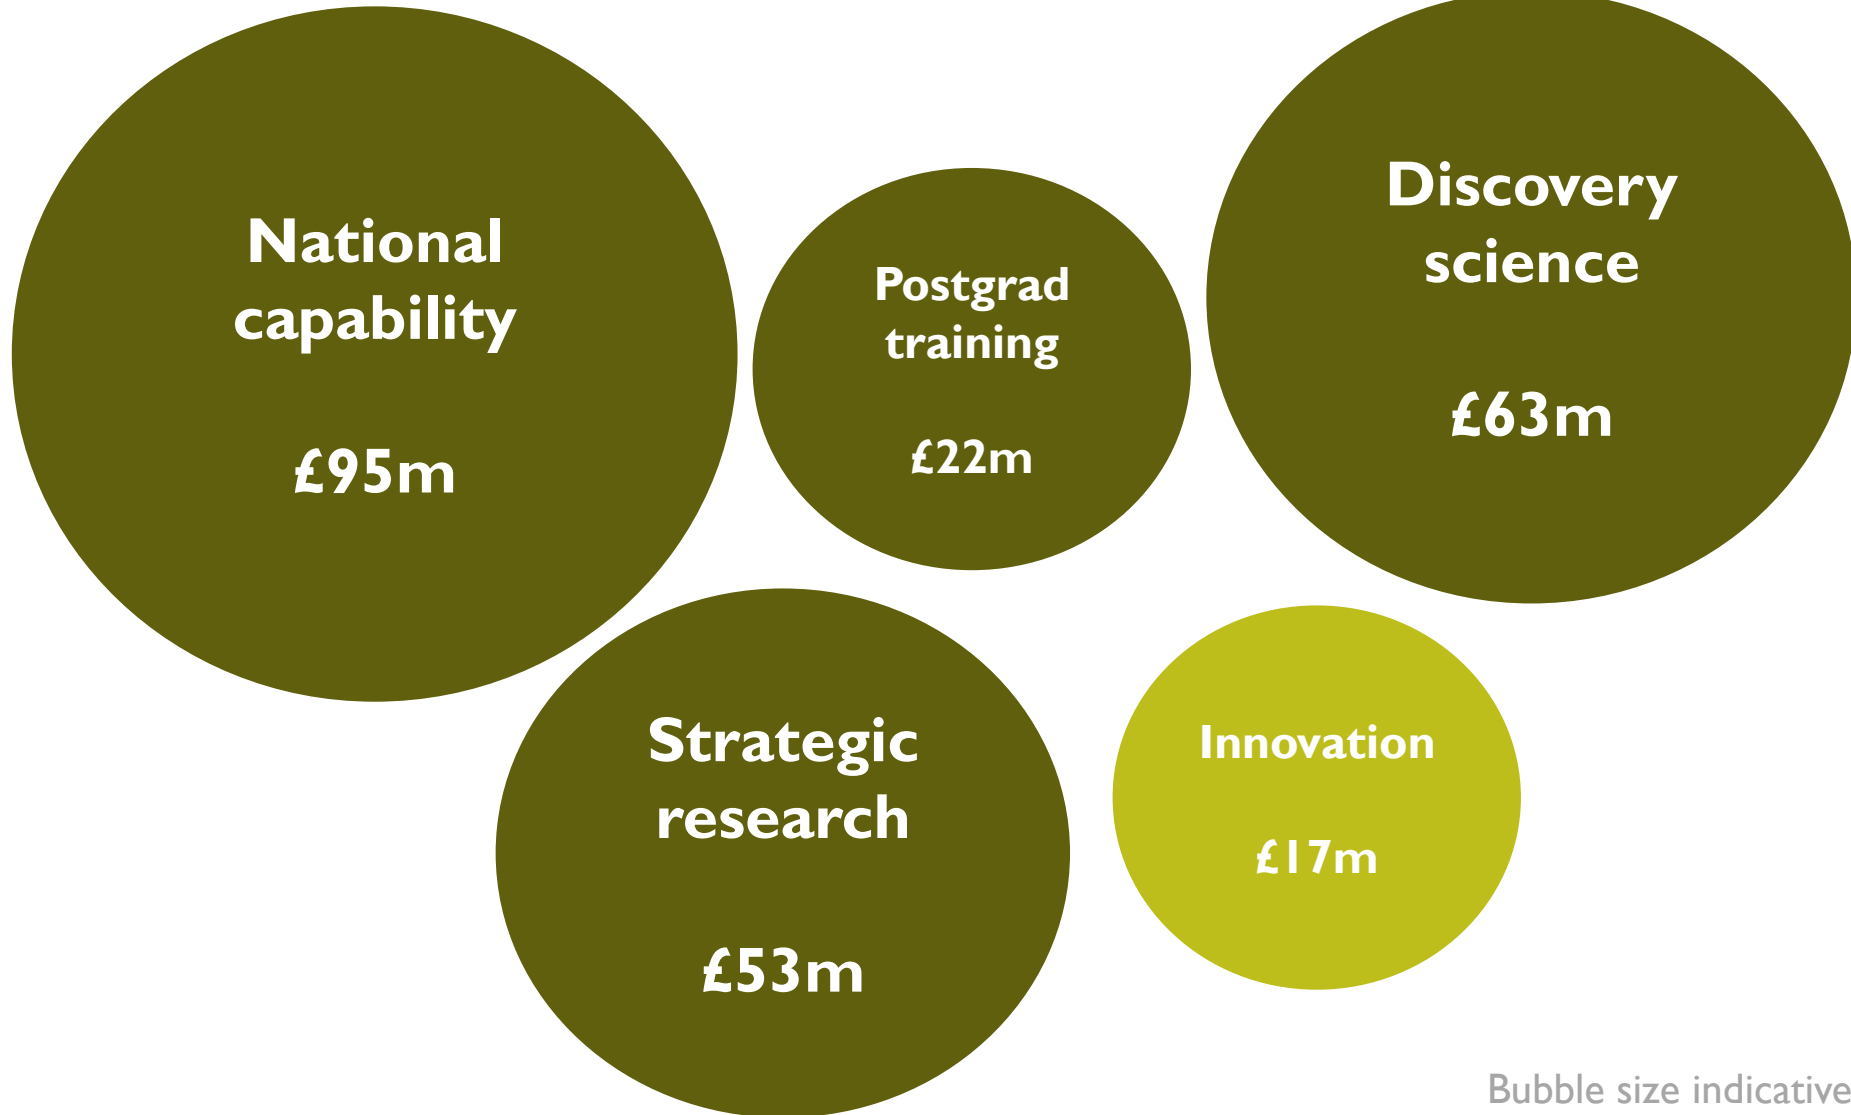 National
capability
£95m
Postgrad
training
£22m
Discovery
science
£63m
Strategic
research
£53m
Innovation
£17m
Bubble size indicative